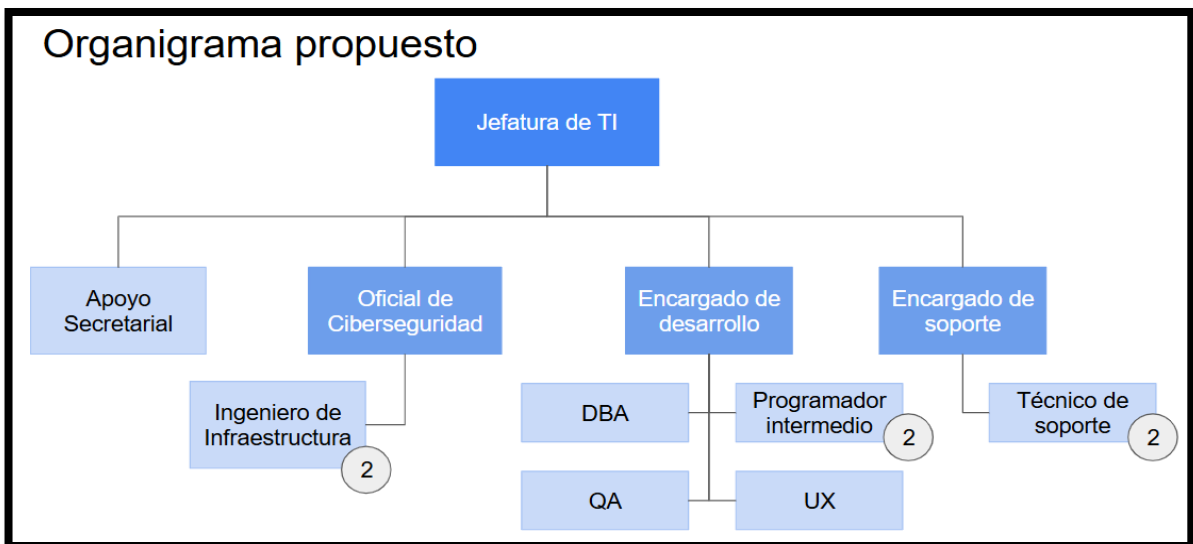 Organigrama propuesto
Jefatura de TI
Apoyo
Secretarial
Oficial de
Ciberseguridad
Encargado de
desarrollo
Encargado de
soporte
Ingeniero de
Infraestructura
2
DBA
Programador
intermedio
2
Técnico de
soporte
2
QA
UX